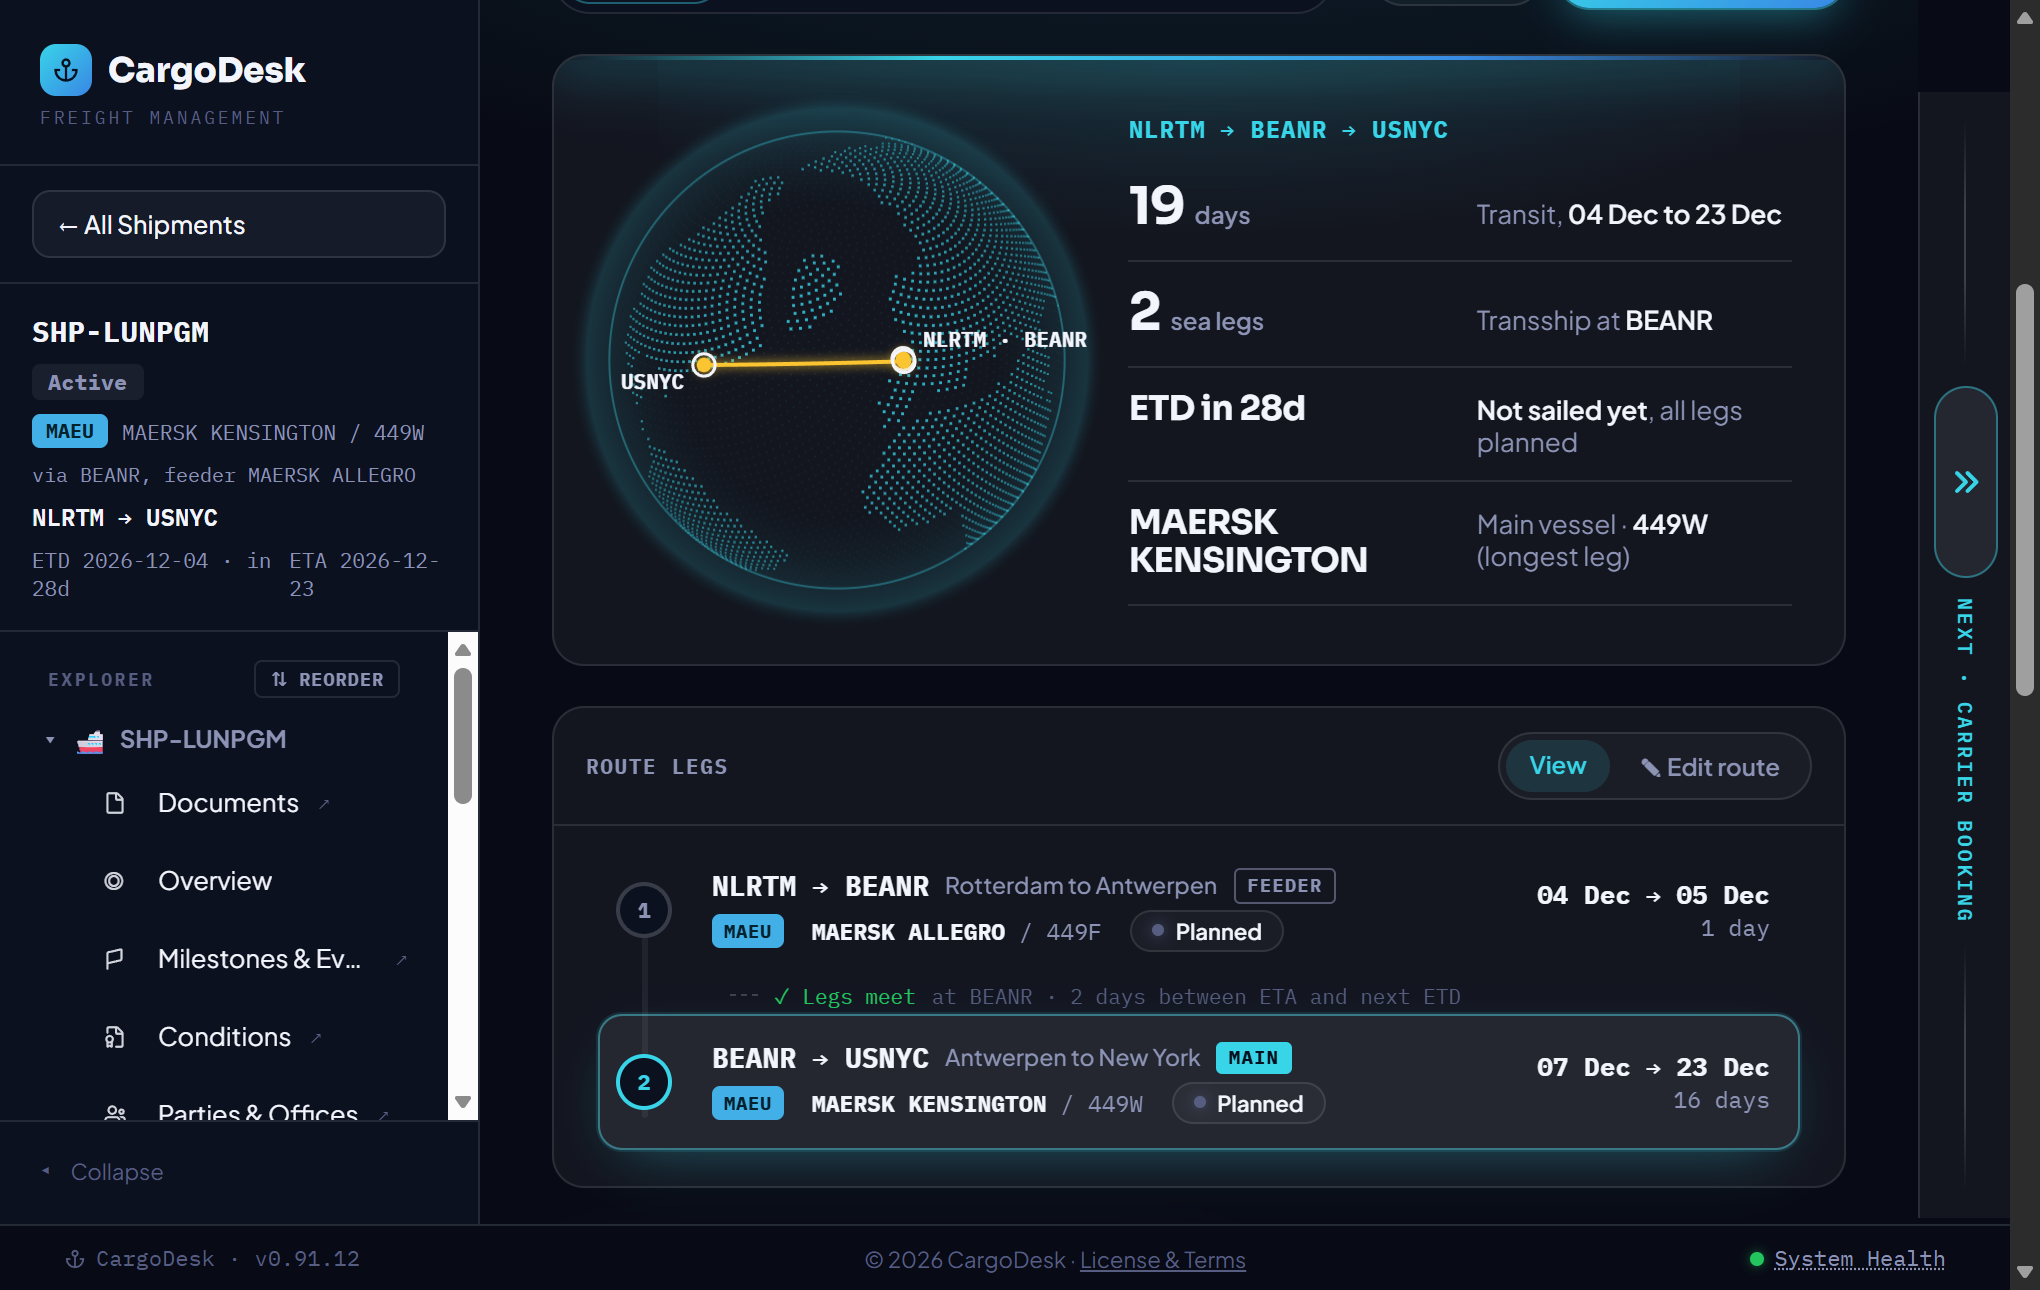 CargoDesk
FREIGHT MANAGEMENT
← All Shipments
SHP-LUNPGM
Active
MAEU MAERSK KENSINGTON / 449W
via BEANR, feeder MAERSK ALLEGRO
NLRTM → USNYC
ETD 2026-12-04 · in 28d
ETA 2026-12-23
EXPLORER
⇅ REORDER
SHP-LUNPGM
Documents ↗
Overview
Milestones & Ev... ↗
Conditions ↗
Parties & Offices ↗
Collapse
NLRTM · BEANR
USNYC
NLRTM → BEANR → USNYC
19 days Transit, 04 Dec to 23 Dec
2 sea legs Transship at BEANR
ETD in 28d Not sailed yet, all legs
planned
MAERSK
KENSINGTON
Main vessel · 449W
(longest leg)
ROUTE LEGS
View Edit route
1 NLRTM → BEANR Rotterdam to Antwerpen FEEDER 04 Dec → 05 Dec
MAEU MAERSK ALLEGRO / 449F Planned 1 day
--- ✓ Legs meet at BEANR · 2 days between ETA and next ETD
2 BEANR → USNYC Antwerpen to New York MAIN 07 Dec → 23 Dec
MAEU MAERSK KENSINGTON / 449W Planned 16 days
NEXT · CARRIER BOOKING
CargoDesk · v0.91.12
© 2026 CargoDesk · License & Terms
System Health